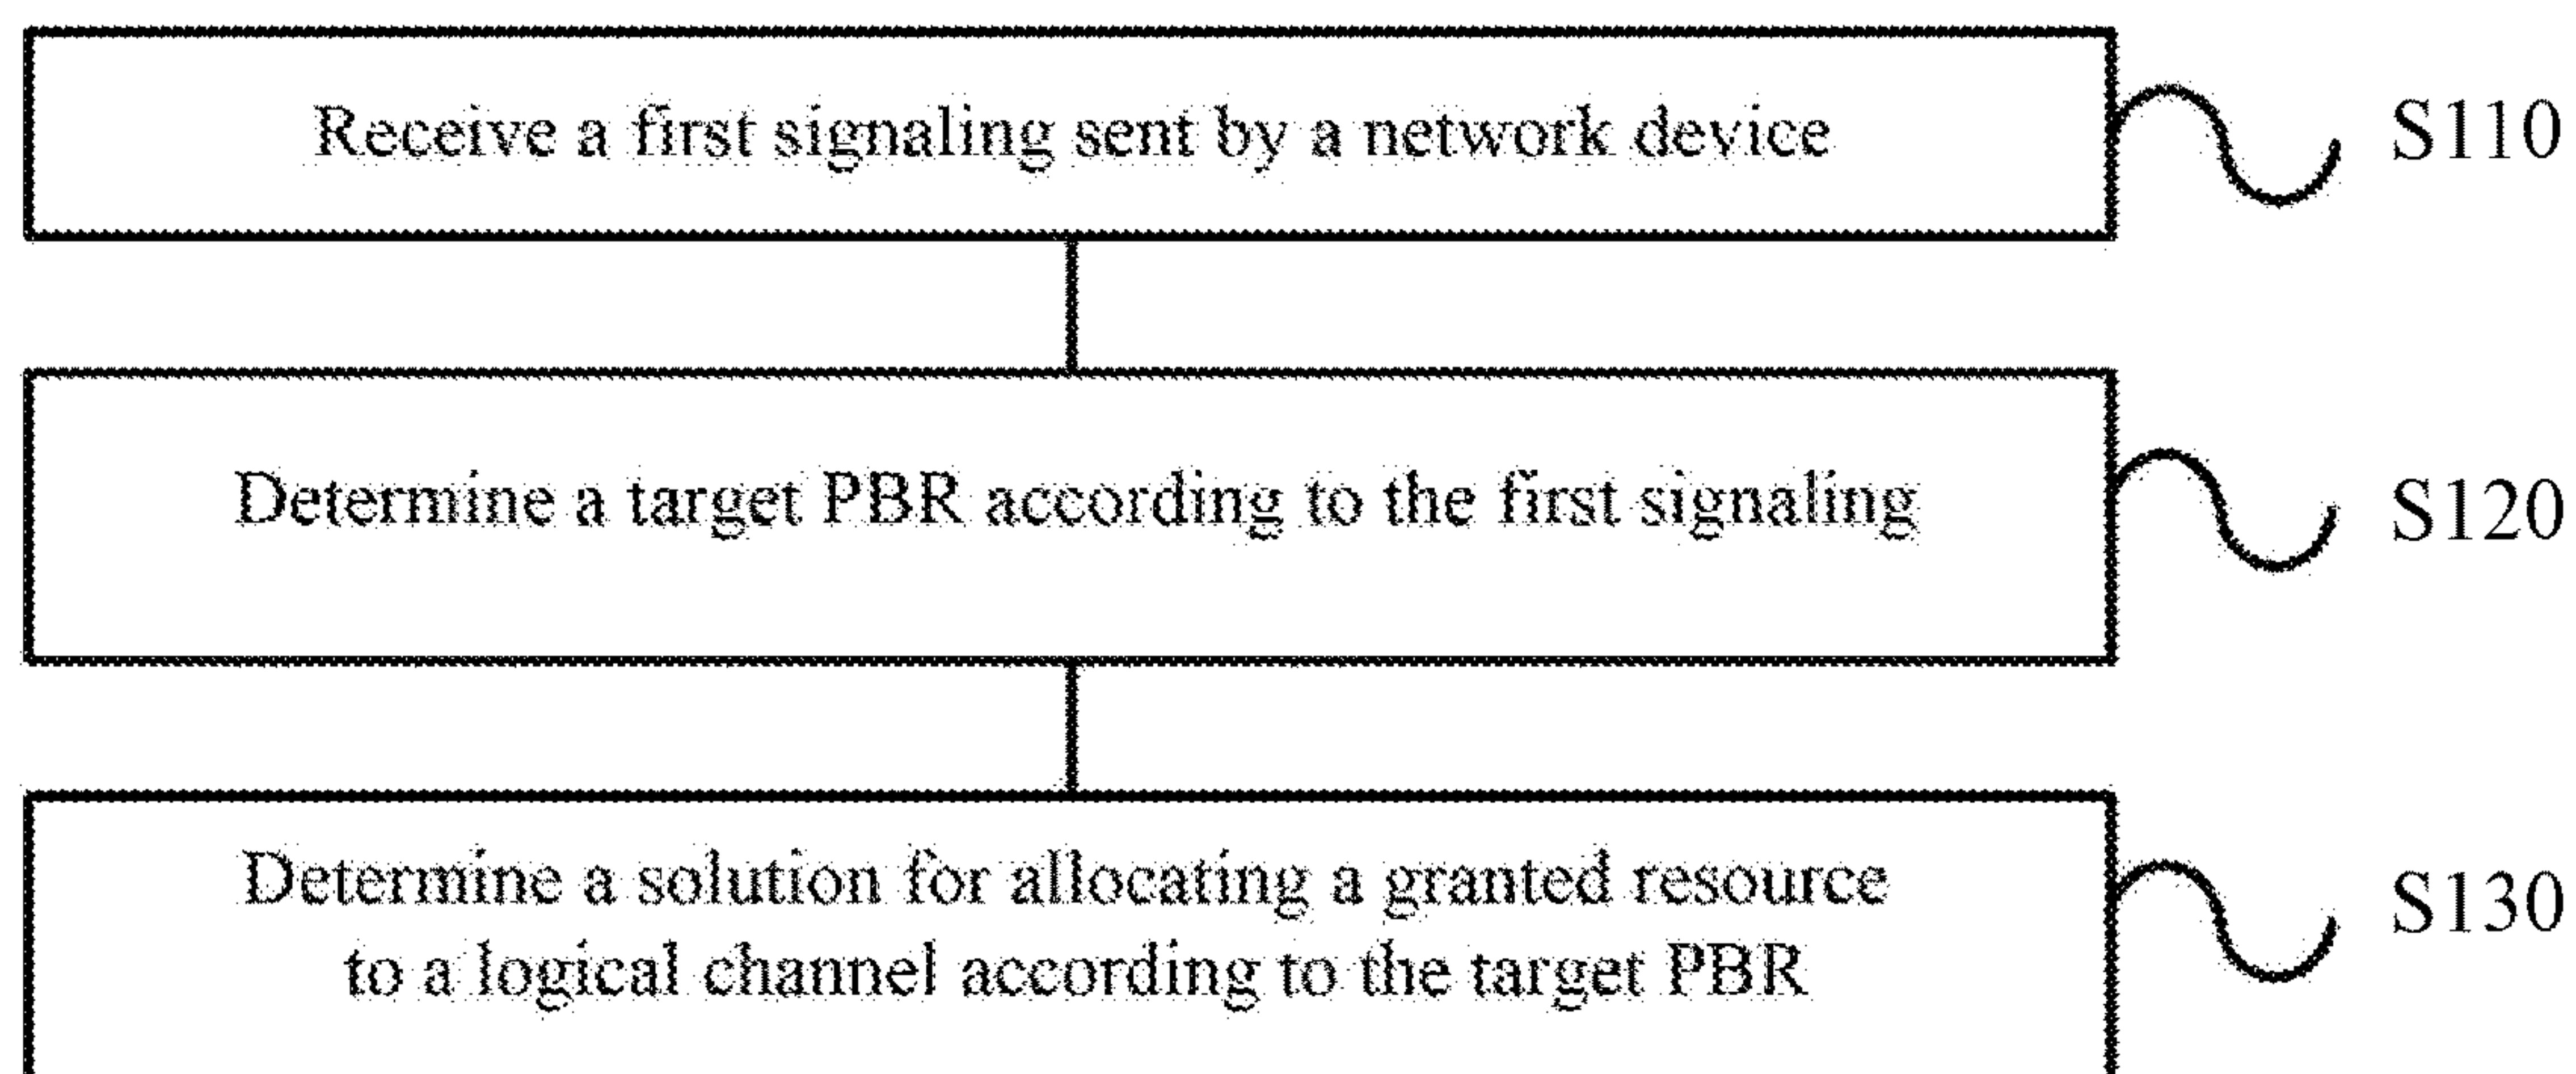 Receive a first signaling sent by a network device
S110
Determine a target PBR according to the first signaling
S120
Determine a solution for allocating a granted resource
to a logical channel according to the target PBR
S130